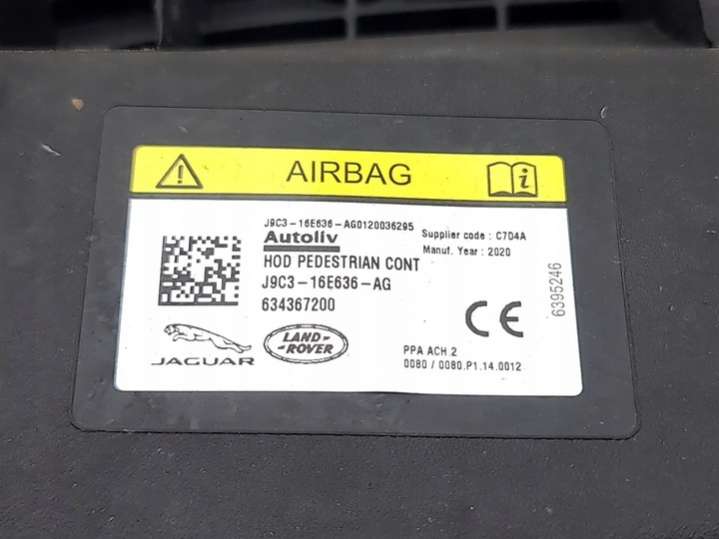 AIRBAG
J9C3-16E636-AG0120036295
Autoliv
Supplier code : C704A
HOD PEDESTRIAN CONT
Manuf. Year : 2020
J9C3-16E636-AG
634367200
6395246
JAGUAR
LAND-
ROVER
CE
PPA ACH 2
0080 / 0080.P1.14.0012